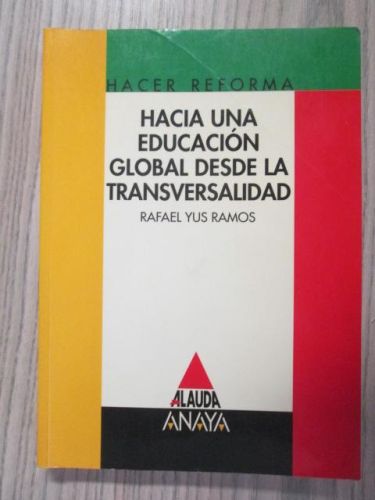 HACER REFORMA
HACIA UNA
EDUCACIÓN
GLOBAL DESDE LA
TRANSVERSALIDAD
RAFAEL YUS RAMOS
ALAUDA
ANAYA